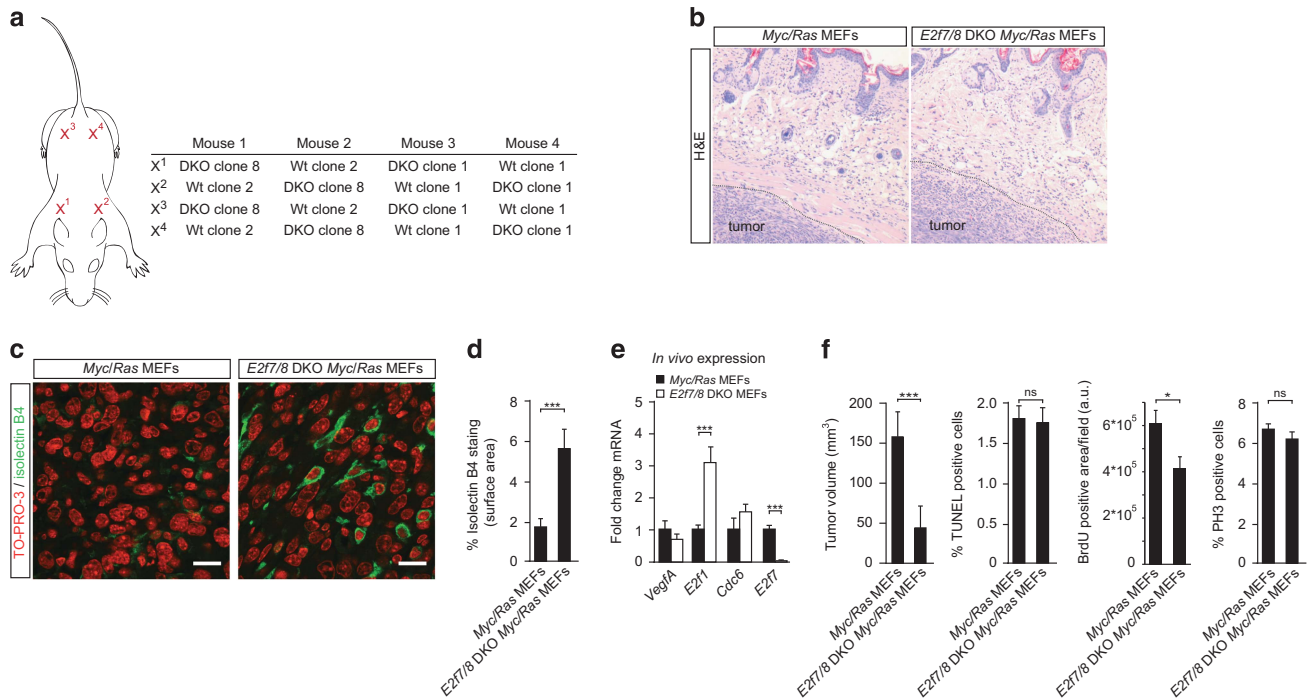 a
X³ X⁴
X¹ X²
Mouse 1 Mouse 2 Mouse 3 Mouse 4
X¹ DKO clone 8 Wt clone 2 DKO clone 1 Wt clone 1
X² Wt clone 2 DKO clone 8 Wt clone 1 DKO clone 1
X³ DKO clone 8 Wt clone 2 DKO clone 1 Wt clone 1
X⁴ Wt clone 2 DKO clone 8 Wt clone 1 DKO clone 1
b
Myc/Ras MEFs E2f7/8 DKO Myc/Ras MEFs
H&E
tumor tumor
c
Myc/Ras MEFs E2f7/8 DKO Myc/Ras MEFs
TO-PRO-3 / isolectin B4
d
% isolectin B4 staing
(surface area)
8
6
4
2
0
***
Myc/Ras MEFs
E2f7/8 DKO Myc/Ras MEFs
e
In vivo expression
Myc/Ras MEFs
E2f7/8 DKO MEFs
Fold change mRNA
5
4
3
2
1
0
*** ***
VegfA E2f1 Cdc6 E2f7
f
Tumor volume (mm³)
200
150
100
50
0
***
Myc/Ras MEFs
E2f7/8 DKO Myc/Ras MEFs
% TUNEL positive cells
2.0
1.5
1.0
0.5
0
ns
Myc/Ras MEFs
E2f7/8 DKO Myc/Ras MEFs
BrdU positive area/field (a.u.)
6*10⁵
4*10⁵
2*10⁵
0
*
Myc/Ras MEFs
E2f7/8 DKO Myc/Ras MEFs
% PH3 positive cells
8
6
4
2
0
ns
Myc/Ras MEFs
E2f7/8 DKO Myc/Ras MEFs